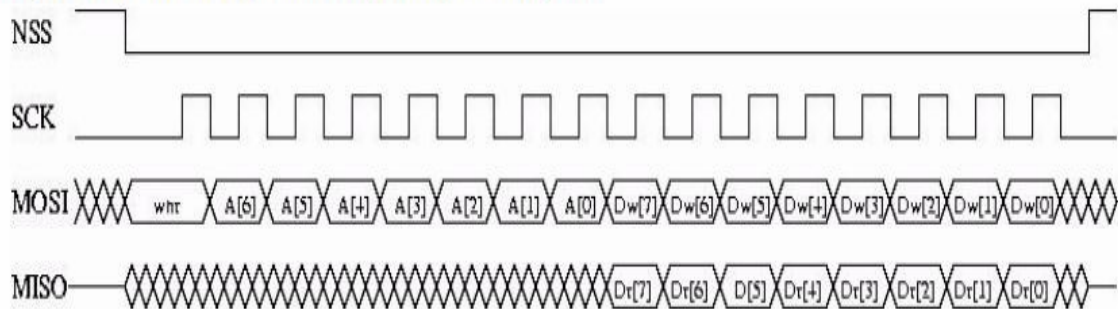 NSS
SCK
MOSI whr A[6] A[5] A[4] A[3] A[2] A[1] A[0] Dw[7] Dw[6] Dw[5] Dw[4] Dw[3] Dw[2] Dw[1] Dw[0]
MISO Dr[7] Dr[6] D[5] Dr[4] Dr[3] Dr[2] Dr[1] Dr[0]